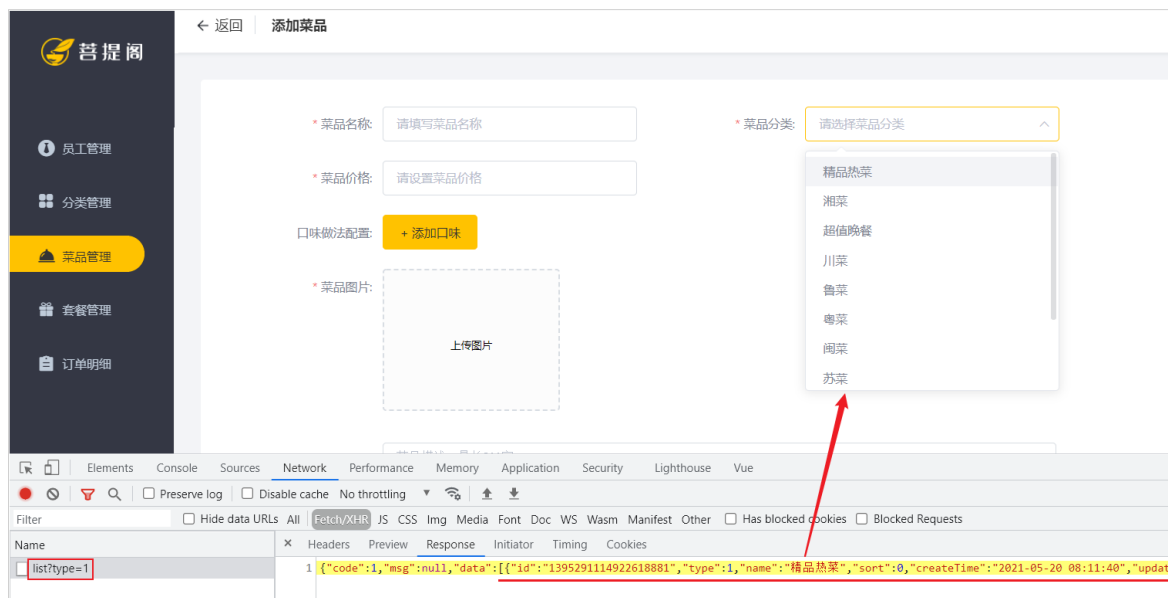 ← 返回 添加菜品
菩提阁
* 菜品名称: 请填写菜品名称 * 菜品分类: 请选择菜品分类
员工管理
精品热菜
* 菜品价格: 请设置菜品价格
湘菜
分类管理
超值晚餐
口味做法配置: + 添加口味
菜品管理
川菜
* 菜品图片:
鲁菜
套餐管理
粤菜
上传图片
闽菜
订单明细
苏菜
Elements Console Sources Network Performance Memory Application Security Lighthouse Vue
Preserve log Disable cache No throttling
Filter Hide data URLs All Fetch/XHR JS CSS Img Media Font Doc WS Wasm Manifest Other Has blocked cookies Blocked Requests
Name × Headers Preview Response Initiator Timing Cookies
list?type=1 1 {"code":1,"msg":null,"data":[{"id":"1395291114922618881","type":1,"name":"精品热菜","sort":0,"createTime":"2021-05-20 08:11:40","updat